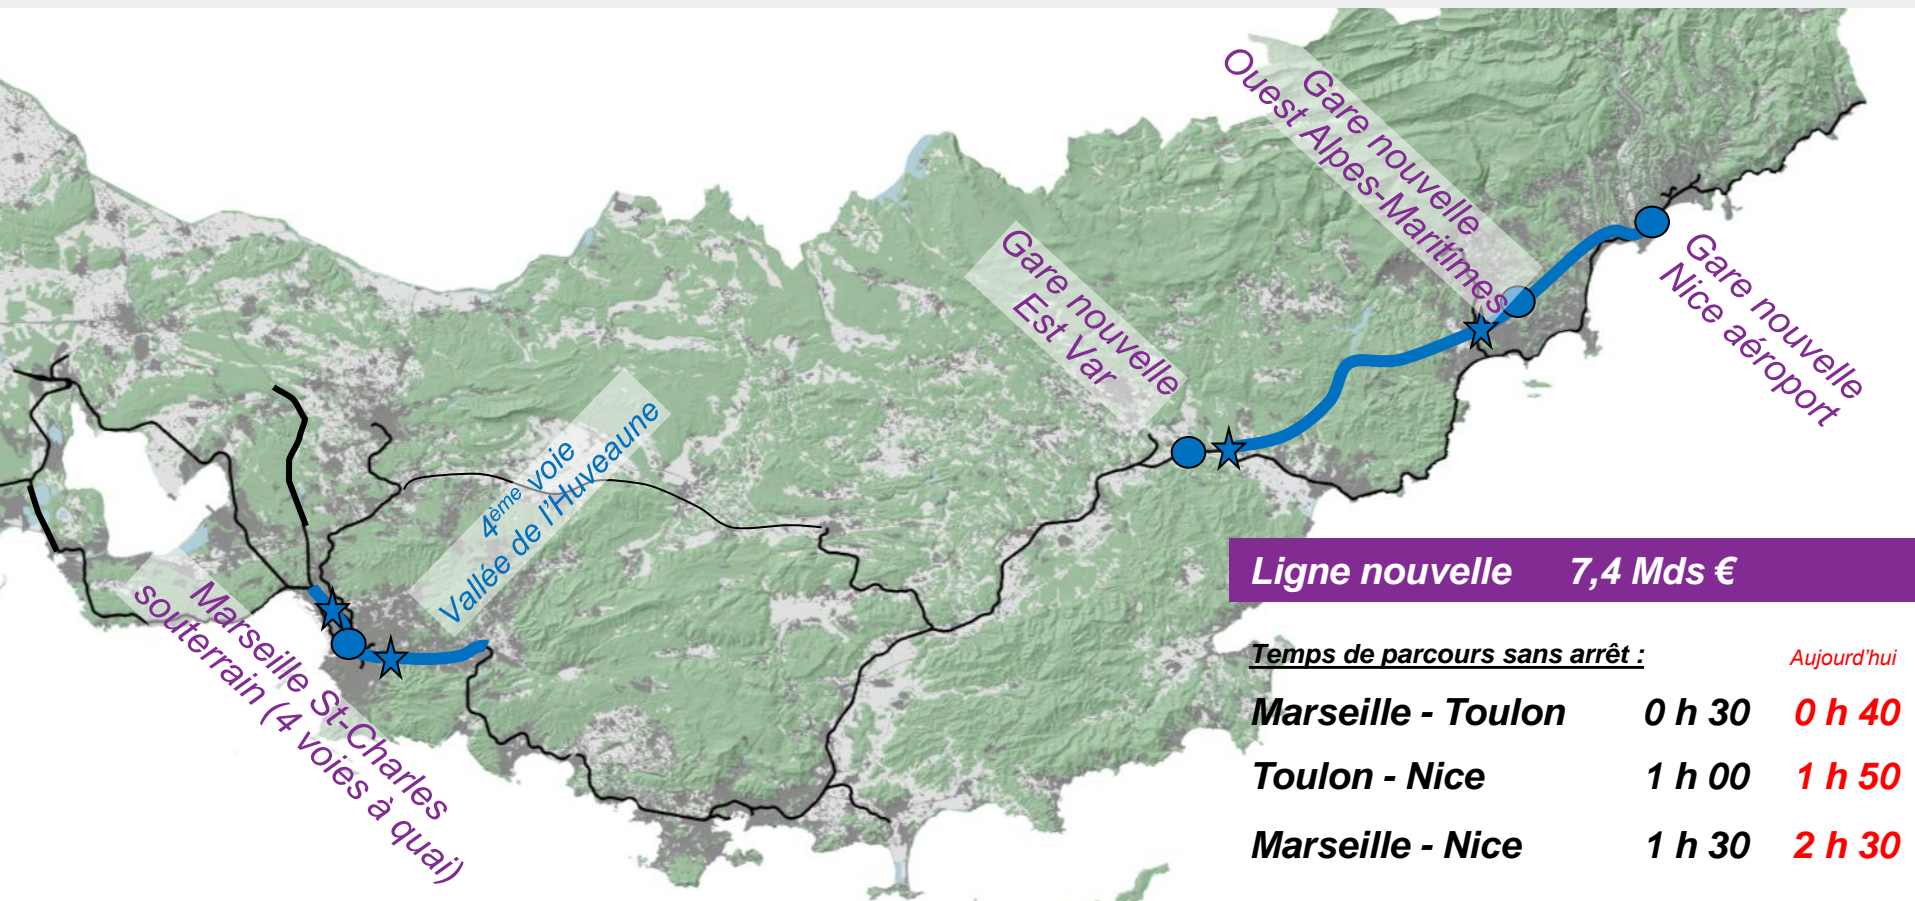 Gare nouvelle
Ouest Alpes-Maritimes
Gare nouvelle
Est Var
Gare nouvelle
Nice aéroport
4ème voie
Vallée de l'Huveaune
Marseille St-Charles
souterrain (4 voies à quai)
Ligne nouvelle 7,4 Mds €
Temps de parcours sans arrêt : Aujourd'hui
Marseille - Toulon 0 h 30 0 h 40
Toulon - Nice 1 h 00 1 h 50
Marseille - Nice 1 h 30 2 h 30